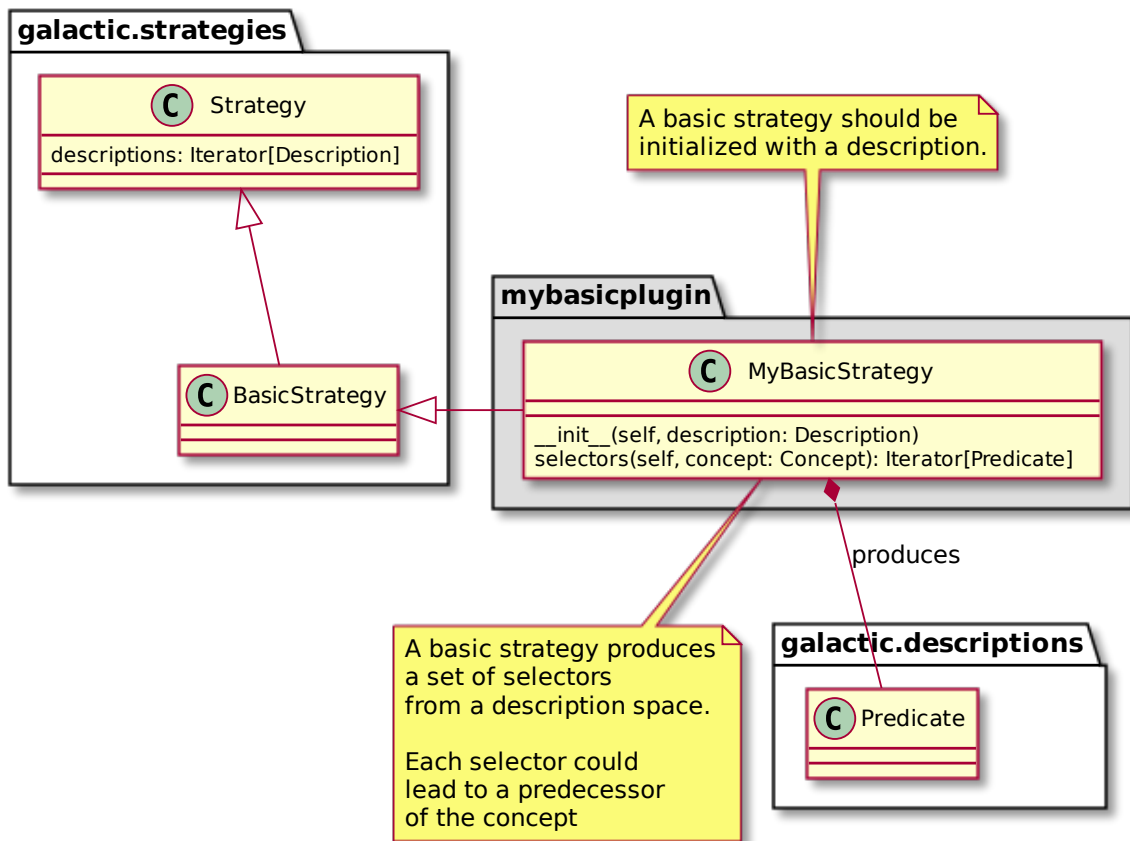 galactic.strategies
C Strategy
descriptions: Iterator[Description]
A basic strategy should be
initialized with a description.
mybasicplugin
C MyBasicStrategy
__init__(self, description: Description)
selectors(self, concept: Concept): Iterator[Predicate]
C BasicStrategy
produces
A basic strategy produces
a set of selectors
from a description space.
Each selector could
lead to a predecessor
of the concept
galactic.descriptions
C Predicate